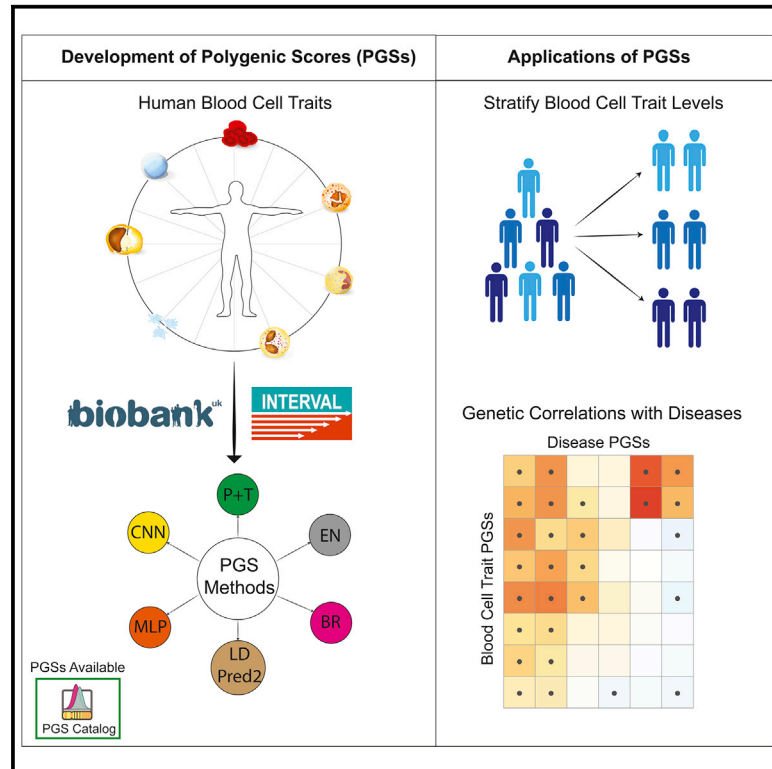 Development of Polygenic Scores (PGSs)
Human Blood Cell Traits
biobank uk
INTERVAL
P+T
CNN
EN
PGS
Methods
MLP
BR
LD
Pred2
PGSs Available
PGS Catalog
Applications of PGSs
Stratify Blood Cell Trait Levels
Genetic Correlations with Diseases
Disease PGSs
Blood Cell Trait PGSs